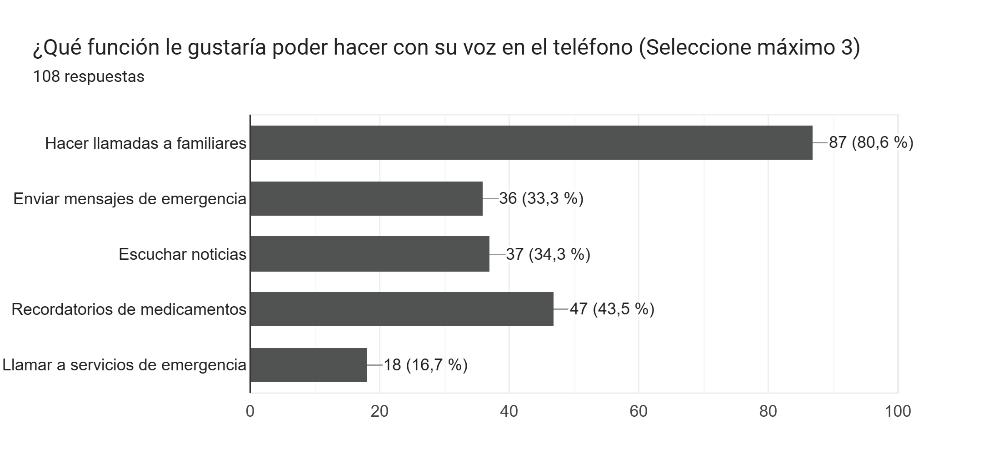 ¿Qué función le gustaría poder hacer con su voz en el teléfono (Seleccione máximo 3)
108 respuestas
Hacer llamadas a familiares 87 (80,6 %)
Enviar mensajes de emergencia 36 (33,3 %)
Escuchar noticias 37 (34,3 %)
Recordatorios de medicamentos 47 (43,5 %)
Llamar a servicios de emergencia 18 (16,7 %)
0 20 40 60 80 100